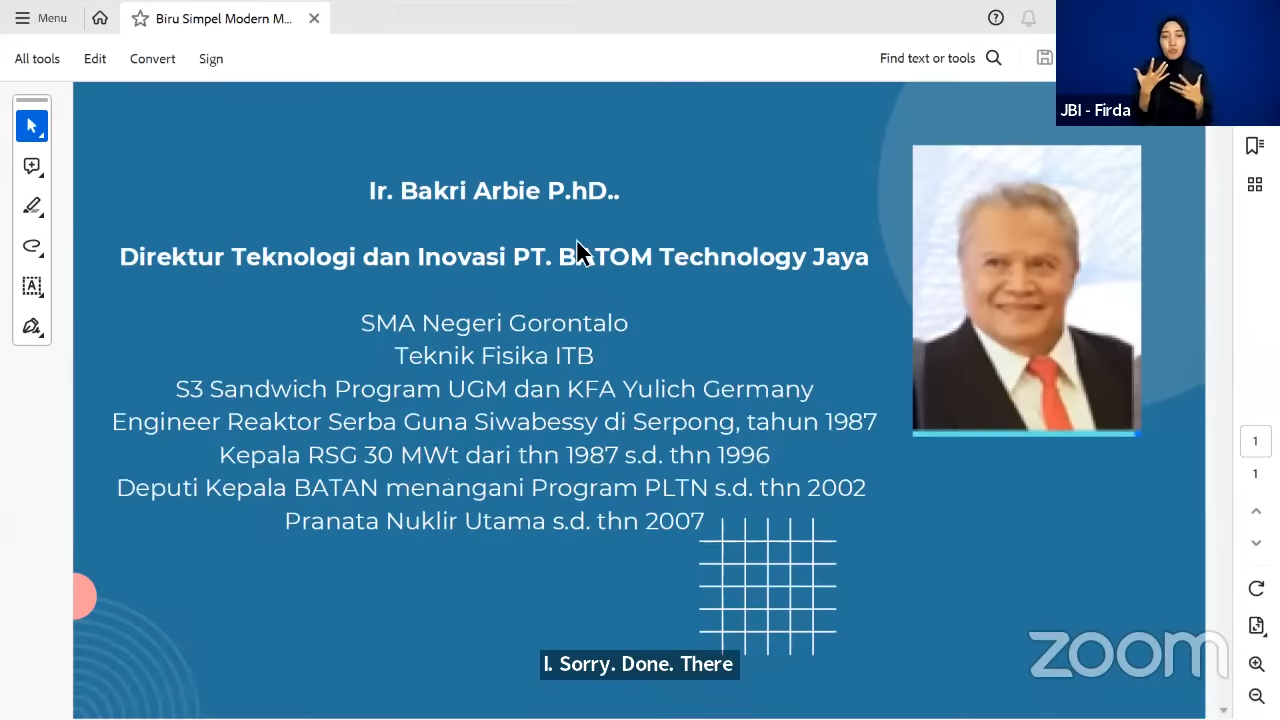 Menu
Biru Simpel Modern M...
All tools
Edit
Convert
Sign
Find text or tools
JBI - Firda
Ir. Bakri Arbie P.hD..
Direktur Teknologi dan Inovasi PT. BATOM Technology Jaya
SMA Negeri Gorontalo
Teknik Fisika ITB
S3 Sandwich Program UGM dan KFA Yulich Germany
Engineer Reaktor Serba Guna Siwabessy di Serpong, tahun 1987
Kepala RSG 30 MWt dari thn 1987 s.d. thn 1996
Deputi Kepala BATAN menangani Program PLTN s.d. thn 2002
Pranata Nuklir Utama s.d. thn 2007
1
1
zoom
I. Sorry. Done. There